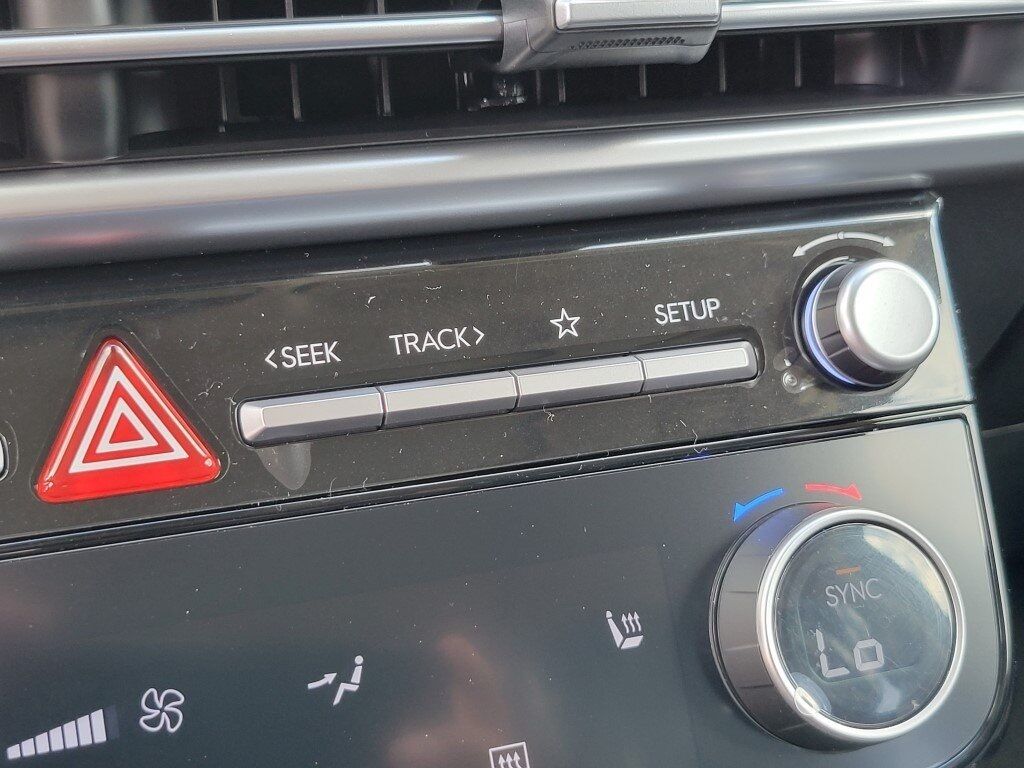 <SEEK
TRACK>
SETUP
SYNC
Lo